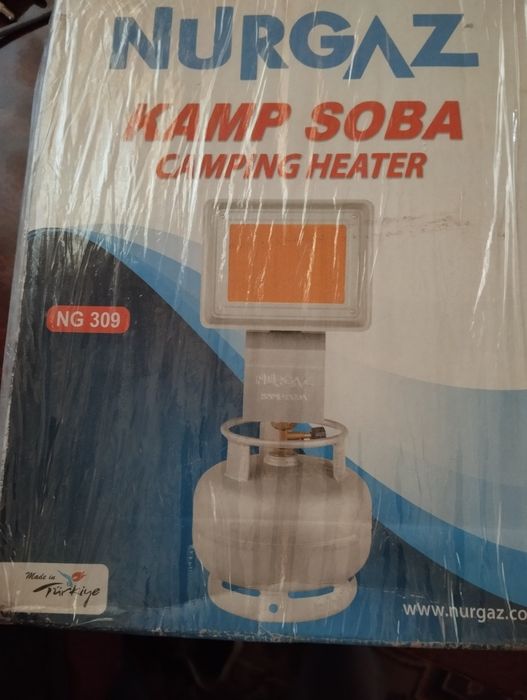 NURGAZ
KAMP SOBA
CAMPING HEATER
NG 309
NURGAZ
Made in
Türkiye
www.nurgaz.co